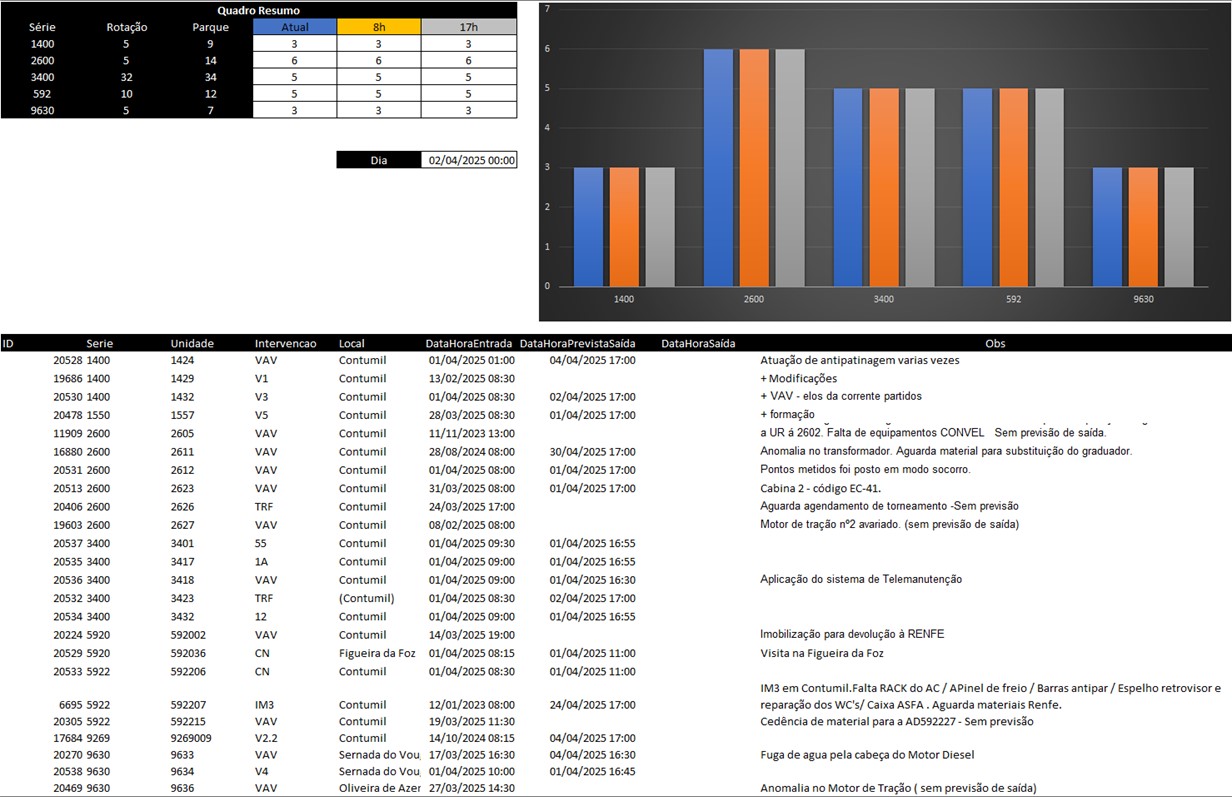 Quadro Resumo
Série Rotação Parque Atual 8h 17h
1400 5 9 3 3 3
2600 5 14 6 6 6
3400 32 34 5 5 5
592 10 12 5 5 5
9630 5 7 3 3 3
Dia 02/04/2025 00:00
7
6
5
4
3
2
1
0
1400 2600 3400 592 9630
ID Serie Unidade Intervencao Local DataHoraEntrada DataHoraPrevistaSaída DataHoraSaída Obs
20528 1400 1424 VAV Contumil 01/04/2025 01:00 04/04/2025 17:00 Atuação de antipatinagem varias vezes
19686 1400 1429 V1 Contumil 13/02/2025 08:30 + Modificações
20530 1400 1432 V3 Contumil 01/04/2025 08:30 02/04/2025 17:00 + VAV - elos da corrente partidos
20478 1550 1557 V5 Contumil 28/03/2025 08:30 01/04/2025 17:00 + formação
11909 2600 2605 VAV Contumil 11/11/2023 13:00 a UR á 2602. Falta de equipamentos CONVEL Sem previsão de saída.
16880 2600 2611 VAV Contumil 28/08/2024 08:00 30/04/2025 17:00 Anomalia no transformador. Aguarda material para substituição do graduador.
20531 2600 2612 VAV Contumil 01/04/2025 08:00 01/04/2025 17:00 Pontos metidos foi posto em modo socorro.
20513 2600 2623 VAV Contumil 31/03/2025 08:00 01/04/2025 17:00 Cabina 2 - código EC-41.
20406 2600 2626 TRF Contumil 24/03/2025 17:00 Aguarda agendamento de torneamento -Sem previsão
19603 2600 2627 VAV Contumil 08/02/2025 08:00 Motor de tração nº2 avariado. (sem previsão de saída)
20537 3400 3401 55 Contumil 01/04/2025 09:30 01/04/2025 16:55
20535 3400 3417 1A Contumil 01/04/2025 09:00 01/04/2025 16:55
20536 3400 3418 VAV Contumil 01/04/2025 09:00 01/04/2025 16:30 Aplicação do sistema de Telemanutenção
20532 3400 3423 TRF (Contumil) 01/04/2025 08:30 02/04/2025 17:00
20534 3400 3432 12 Contumil 01/04/2025 09:00 01/04/2025 16:55
20224 5920 592002 VAV Contumil 14/03/2025 19:00 Imobilização para devolução à RENFE
20529 5920 592036 CN Figueira da Foz 01/04/2025 08:15 01/04/2025 11:00 Visita na Figueira da Foz
20533 5922 592206 CN Contumil 01/04/2025 08:30 01/04/2025 11:00
IM3 em Contumil.Falta RACK do AC / APinel de freio / Barras antipar / Espelho retrovisor e
6695 5922 592207 IM3 Contumil 12/01/2023 08:00 24/04/2025 17:00 reparação dos WC's/ Caixa ASFA . Aguarda materiais Renfe.
20305 5922 592215 VAV Contumil 19/03/2025 11:30 Cedência de material para a AD592227 - Sem previsão
17684 9269 9269009 V2.2 Contumil 14/10/2024 08:15 04/04/2025 17:00
20270 9630 9633 VAV Sernada do Vou 17/03/2025 16:30 04/04/2025 16:30 Fuga de agua pela cabeça do Motor Diesel
20538 9630 9634 V4 Sernada do Vou 01/04/2025 10:00 01/04/2025 16:45
20469 9630 9636 VAV Oliveira de Azer 27/03/2025 14:30 Anomalia no Motor de Tração ( sem previsão de saída)